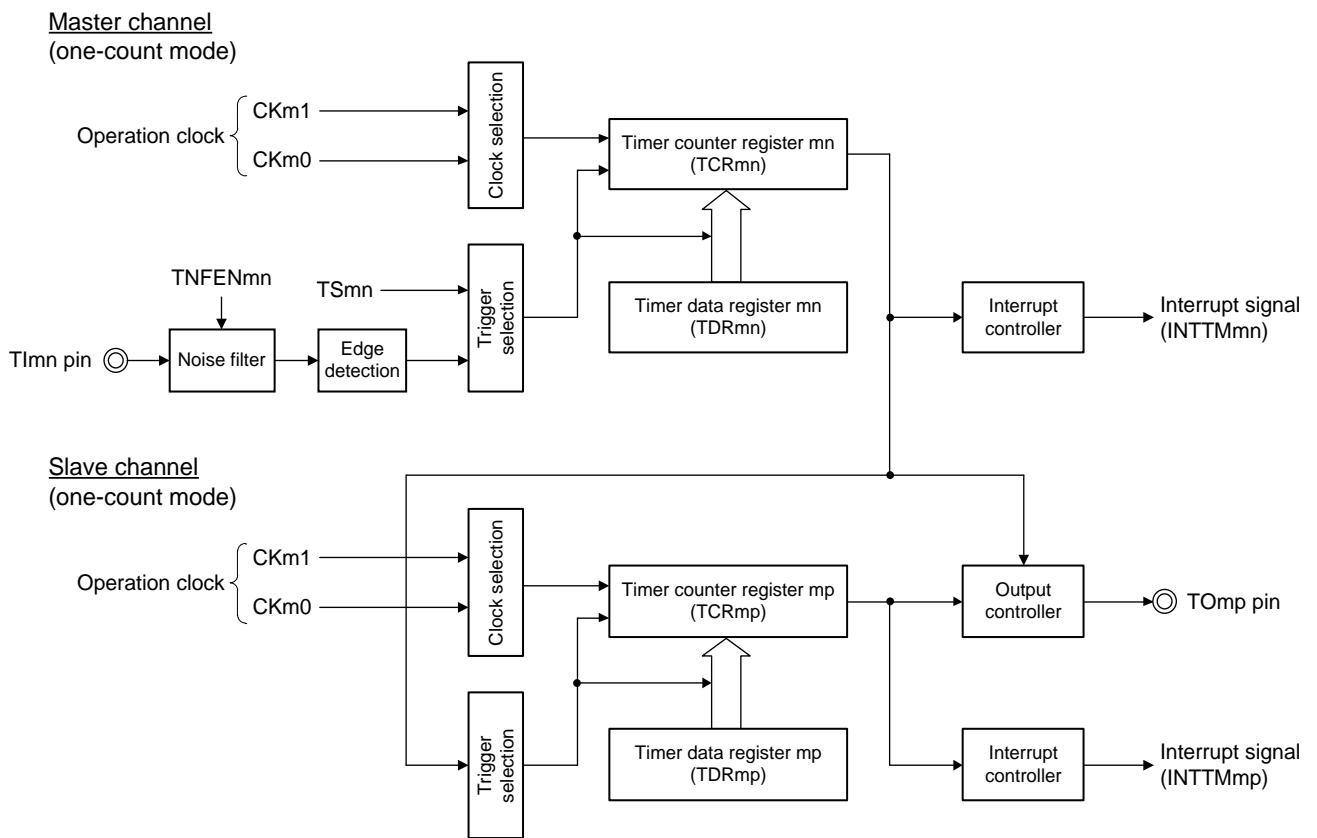 Master channel
(one-count mode)
Operation clock
CKm1
CKm0
Clock selection
Timer counter register mn
(TCRmn)
TNFENmn
TSmn
Trigger
selection
Timer data register mn
(TDRmn)
Interrupt
controller
Interrupt signal
(INTTMmn)
TImn pin
Noise filter
Edge
detection
Slave channel
(one-count mode)
Operation clock
CKm1
CKm0
Clock selection
Timer counter register mp
(TCRmp)
Output
controller
TOmp pin
Trigger
selection
Timer data register mp
(TDRmp)
Interrupt
controller
Interrupt signal
(INTTMmp)